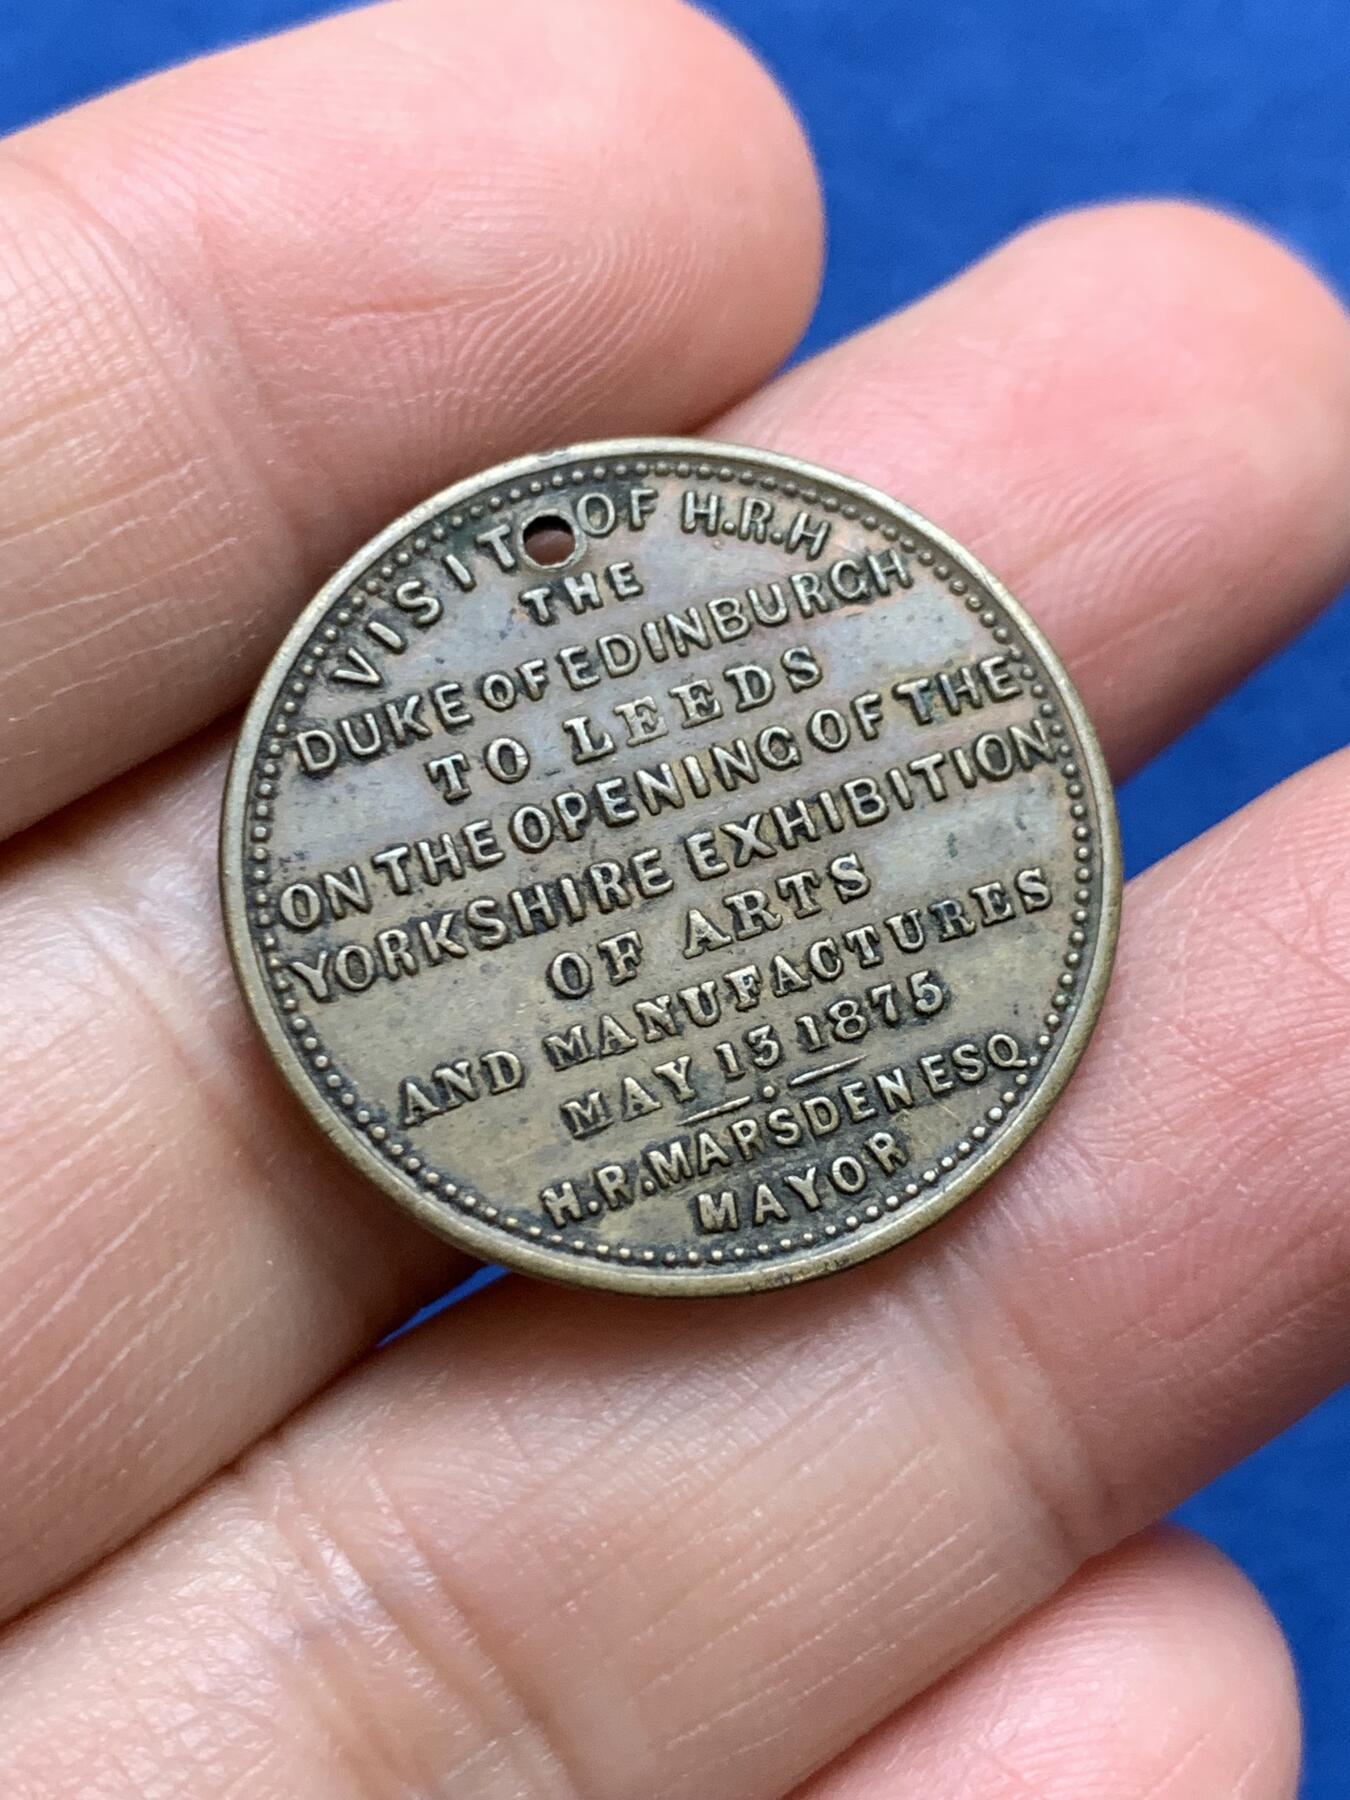 VISIT OF H.R.H
THE
DUKE OF EDINBURGH
TO LEEDS
ON THE OPENING OF THE
YORKSHIRE EXHIBITION
OF ARTS
AND MANUFACTURES
MAY 13 1875
H.R.MARSDEN ESQ.
MAYOR